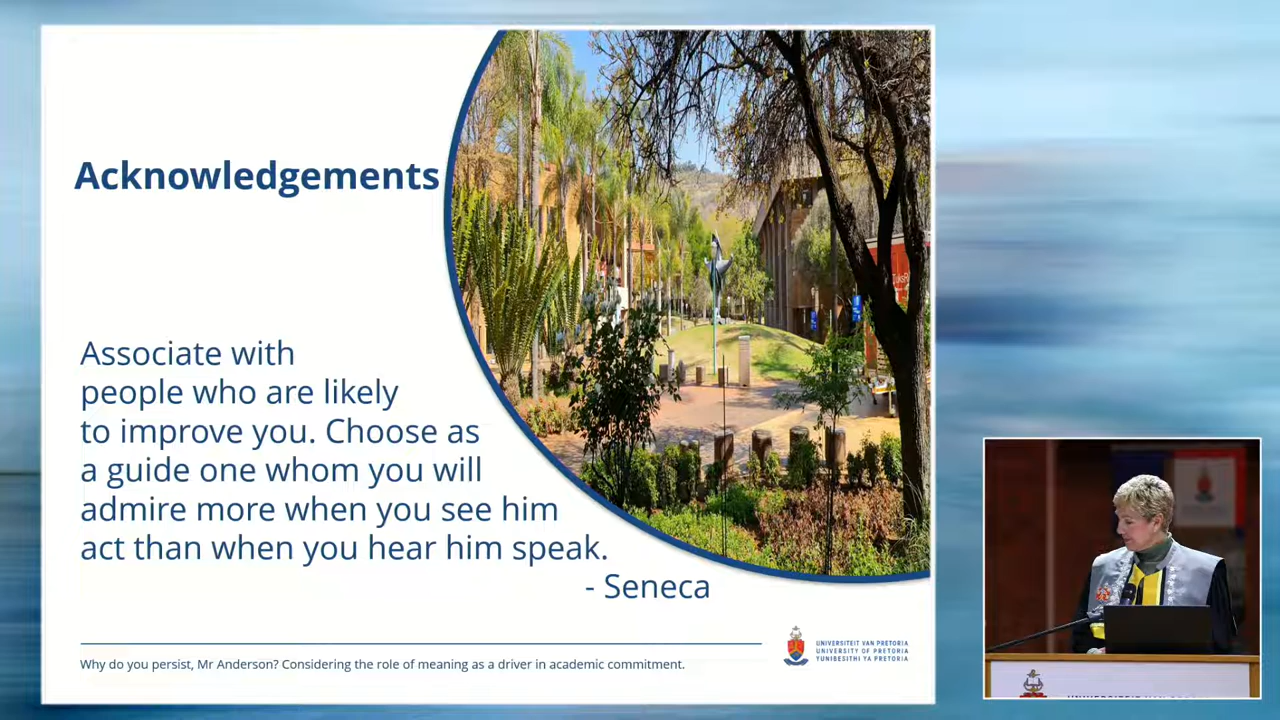 Acknowledgements
Associate with
people who are likely
to improve you. Choose as
a guide one whom you will
admire more when you see him
act than when you hear him speak.
- Seneca
Why do you persist, Mr Anderson? Considering the role of meaning as a driver in academic commitment.
UNIVERSITEIT VAN PRETORIA
UNIVERSITY OF PRETORIA
YUNIBESITHI YA PRETORIA